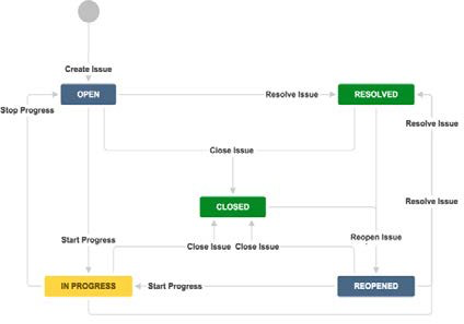 Create Issue
OPEN
Resolve Issue
RESOLVED
Stop Progress
Resolve Issue
Close Issue
CLOSED
Resolve Issue
Start Progress
Close Issue
Close Issue
Reopen Issue
IN PROGRESS
Start Progress
REOPENED